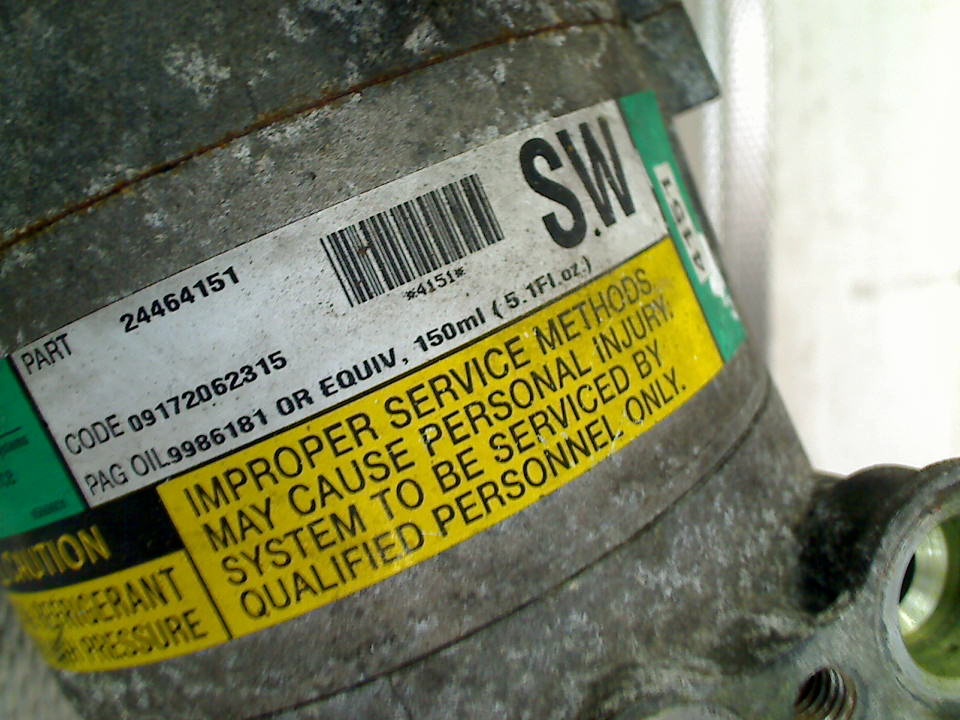 PART 24464151
*4151*
S.W
CODE 09172062315
PAG OIL 9986181 OR EQUIV, 150ml (5.1Fl.oz.)
CAUTION
REFRIGERANT
PRESSURE
IMPROPER SERVICE METHODS
MAY CAUSE PERSONAL INJURY.
SYSTEM TO BE SERVICED BY
QUALIFIED PERSONNEL ONLY.